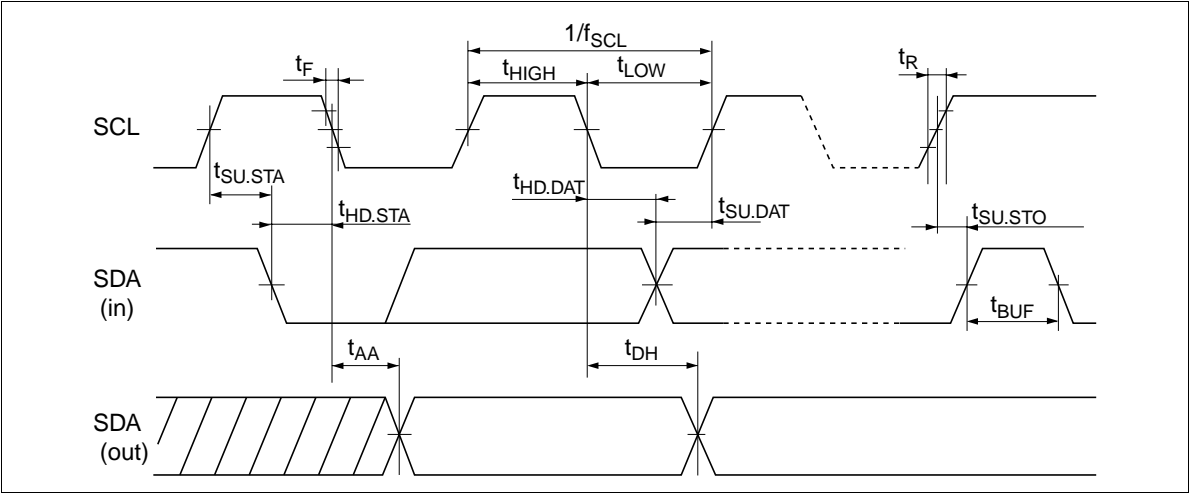 1/fSCL
tF
tHIGH
tLOW
tR
SCL
tSU.STA
tHD.DAT
tHD.STA
tSU.DAT
tSU.STO
SDA
(in)
tBUF
tAA
tDH
SDA
(out)